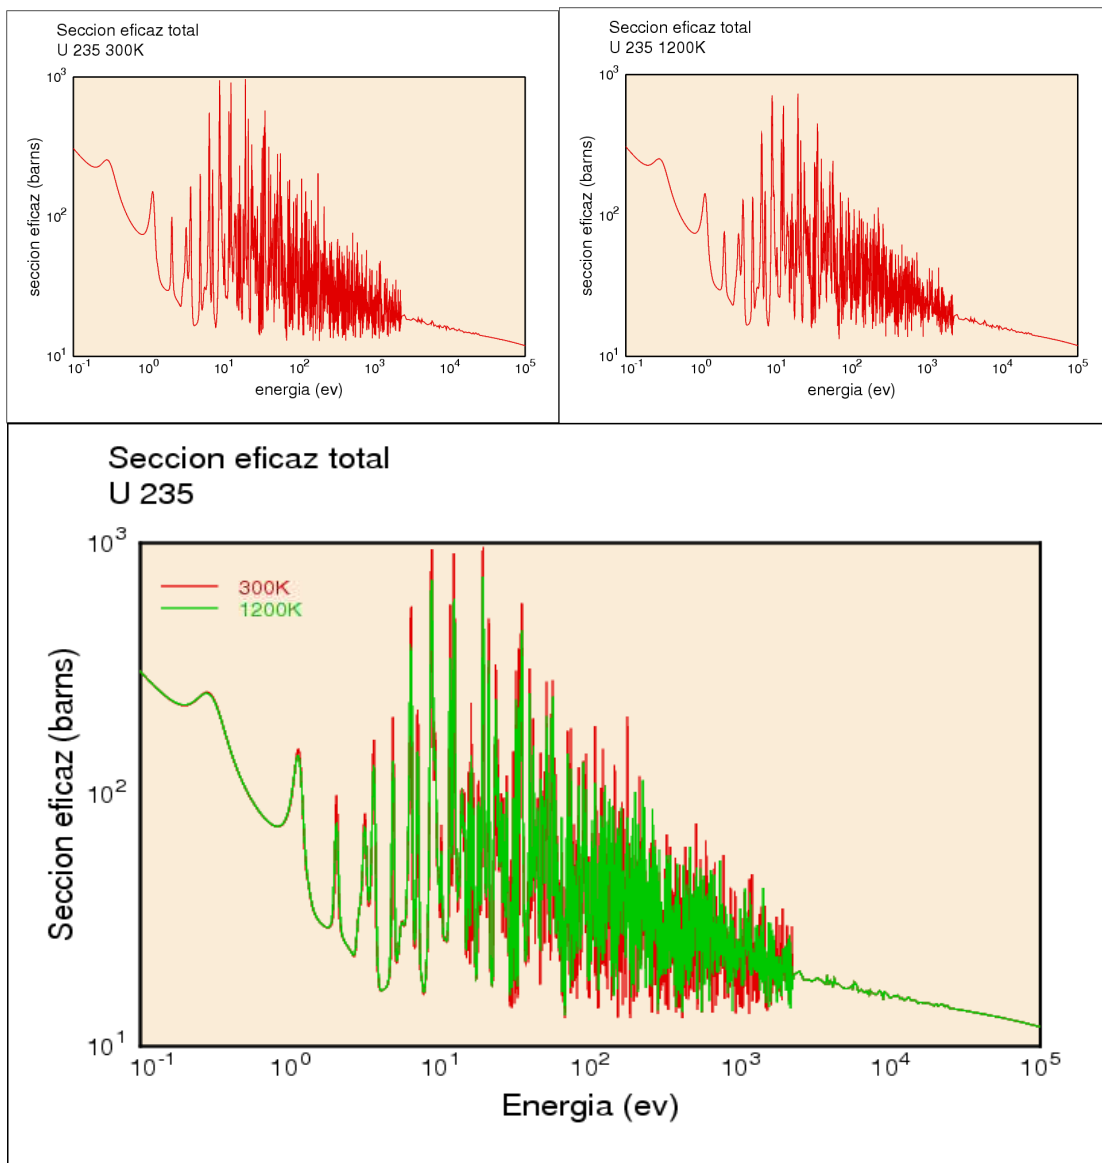 Seccion eficaz total
U 235 300K
seccion eficaz (barns)
10³
10²
10¹
10⁻¹ 10⁰ 10¹ 10² 10³ 10⁴ 10⁵
energia (ev)
Seccion eficaz total
U 235 1200K
seccion eficaz (barns)
10³
10²
10¹
10⁻¹ 10⁰ 10¹ 10² 10³ 10⁴ 10⁵
energia (ev)
Seccion eficaz total
U 235
Seccion eficaz (barns)
10³
300K
1200K
10²
10¹
10⁻¹ 10⁰ 10¹ 10² 10³ 10⁴ 10⁵
Energia (ev)